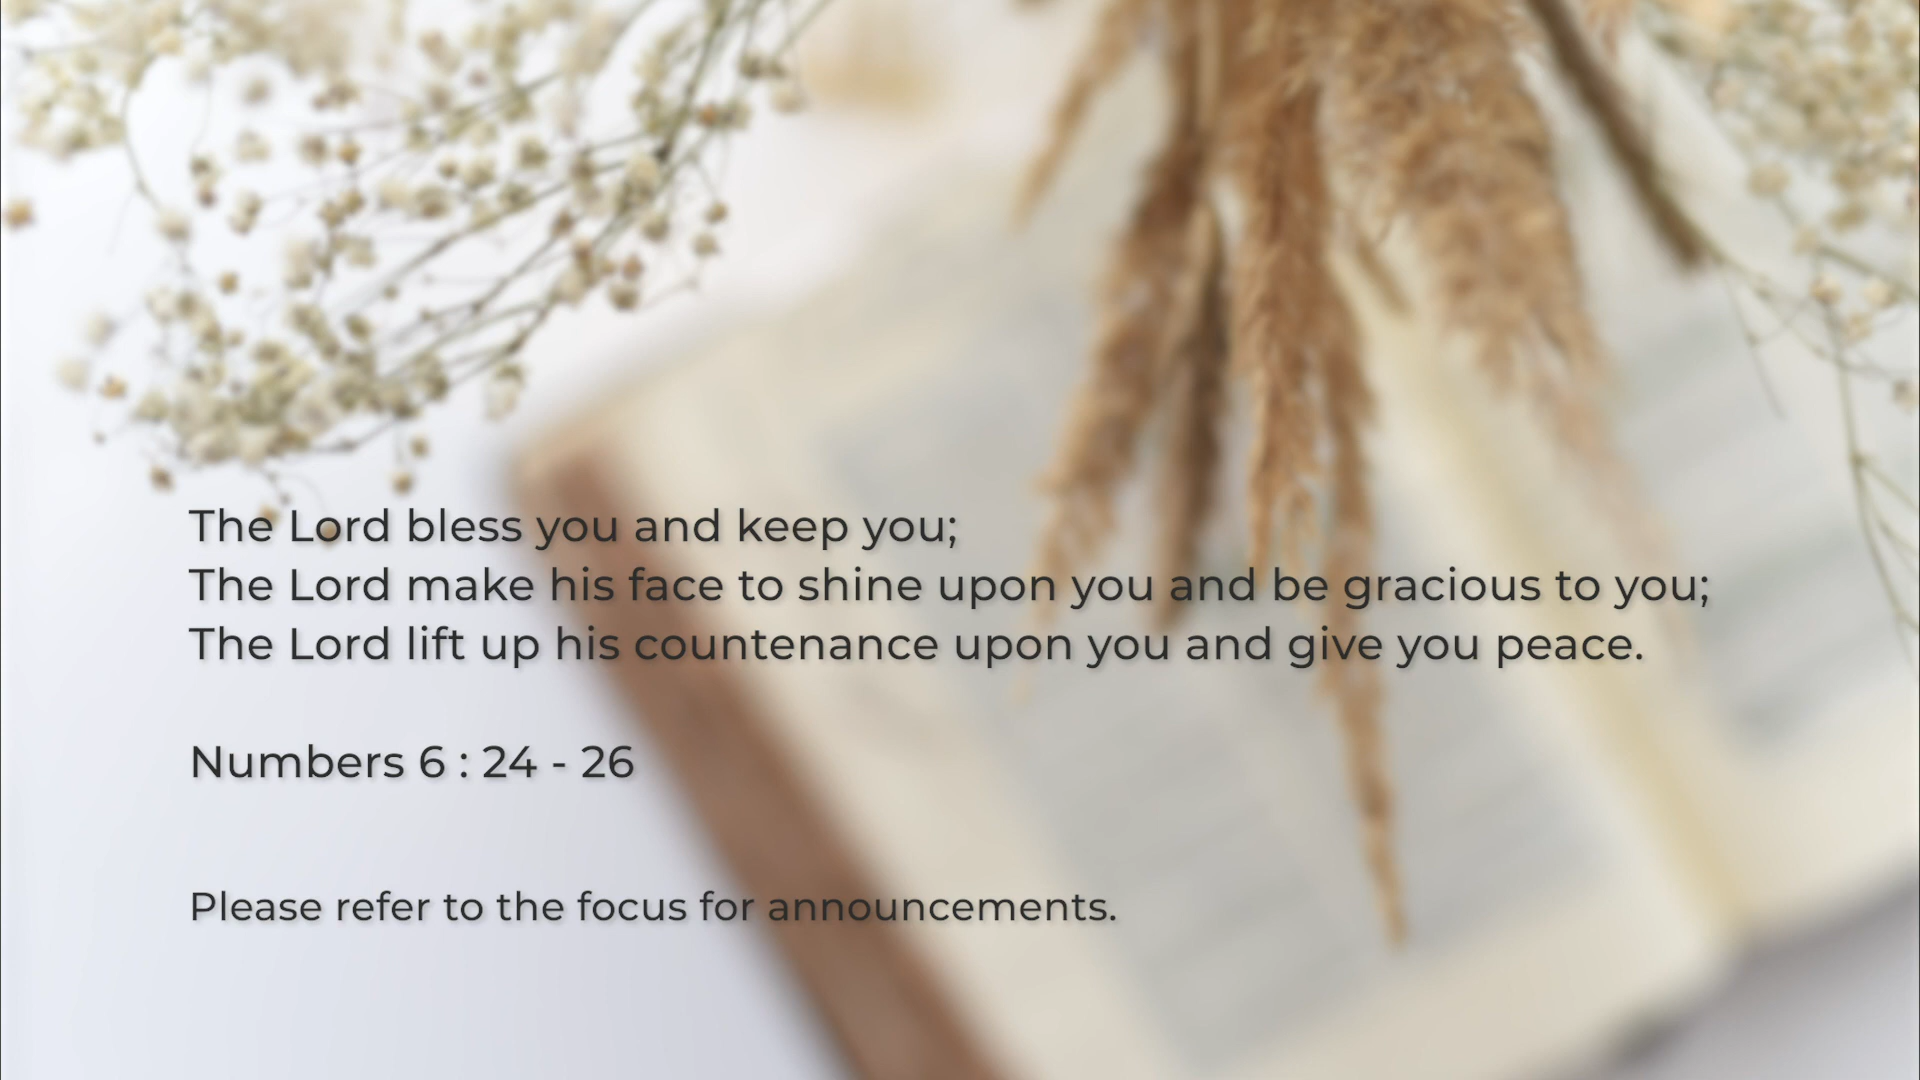 The Lord bless you and keep you;
The Lord make his face to shine upon you and be gracious to you;
The Lord lift up his countenance upon you and give you peace.
Numbers 6 : 24 - 26
Please refer to the focus for announcements.